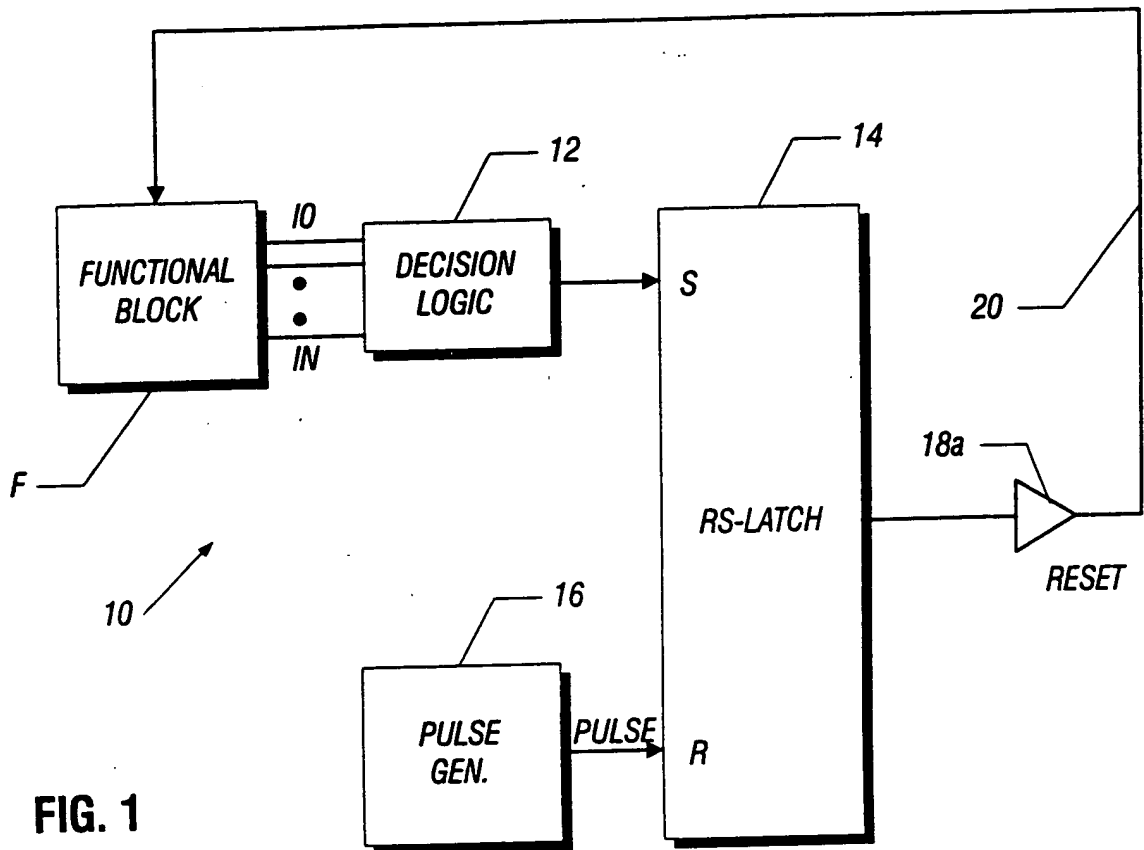 14
12
IO
FUNCTIONAL
BLOCK
DECISION
LOGIC
S
20
IN
18a
F
RS-LATCH
RESET
10
16
PULSE
GEN.
PULSE
R
FIG. 1